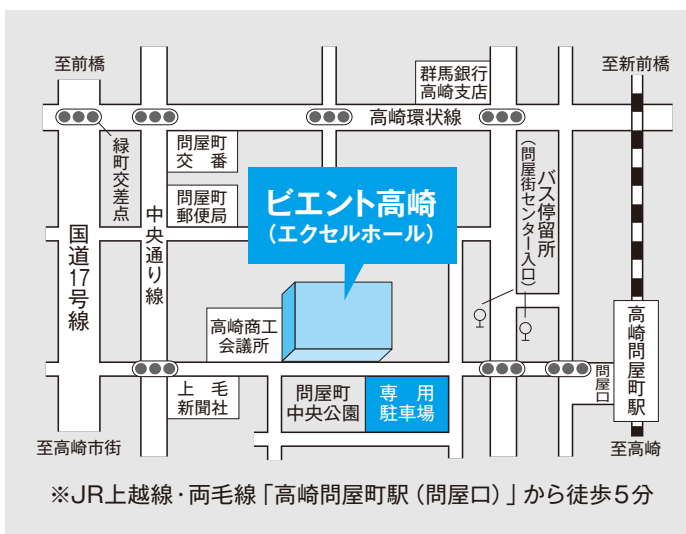 至前橋
群馬銀行
高崎支店
至新前橋
高崎環状線
緑町交差点
問屋町
交番
バス停留所
(問屋街センター入口)
ビエント高崎
(エクセルホール)
問屋町
郵便局
中央通り線
国道17号線
高崎商工
会議所
高崎問屋町駅
問屋口
上毛
新聞社
問屋町
中央公園
専用
駐車場
至高崎市街
至高崎
※JR上越線・両毛線「高崎問屋町駅(問屋口)」から徒歩5分